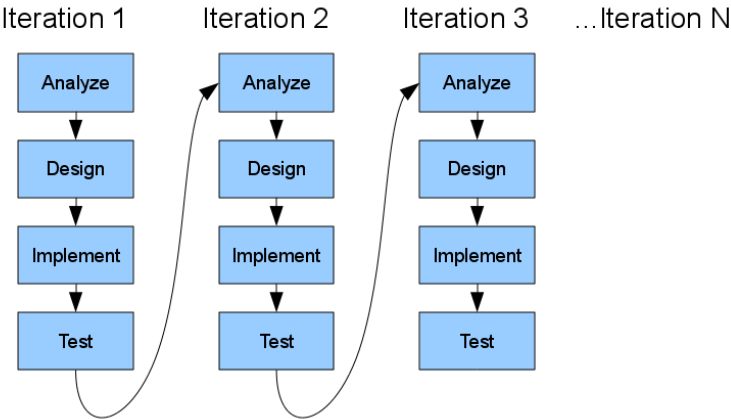 Iteration 1
Iteration 2
Iteration 3
...Iteration N
Analyze
Analyze
Analyze
Design
Design
Design
Implement
Implement
Implement
Test
Test
Test